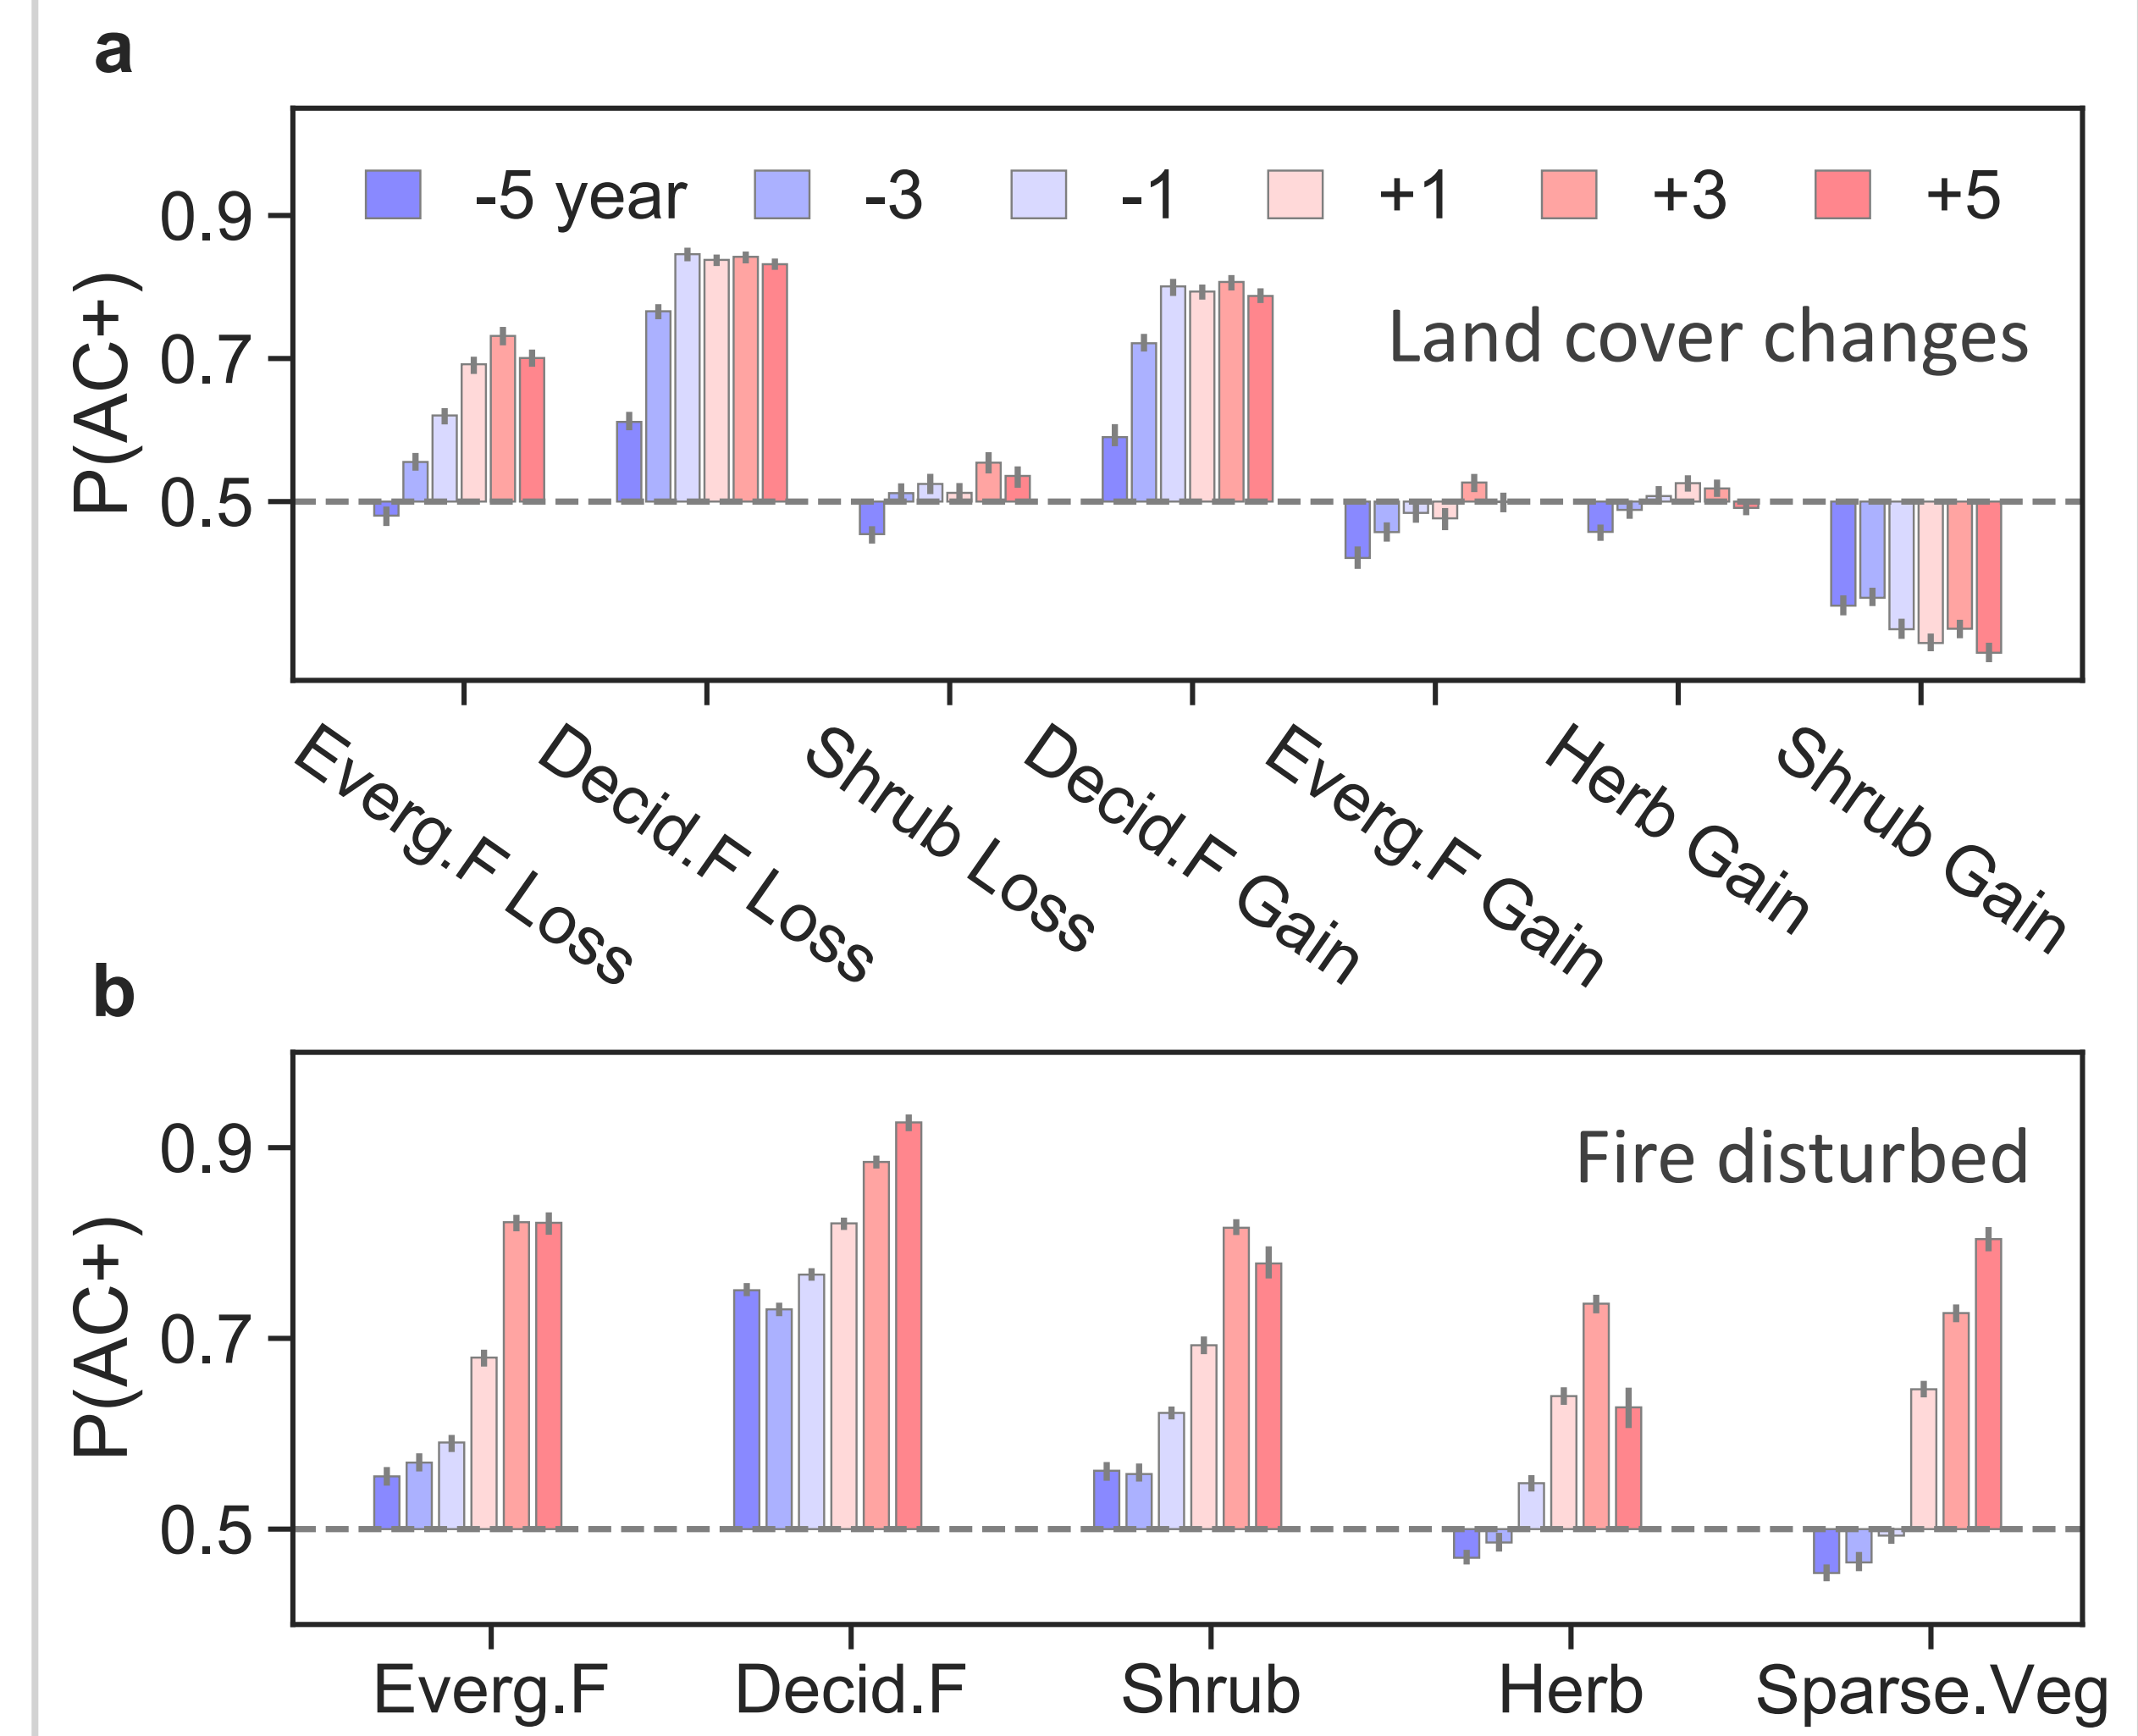 a
-5 year -3 -1 +1 +3 +5
Land cover changes
P(AC+)
0.9
0.7
0.5
Everg.F Loss
Decid.F Loss
Shrub Loss
Decid.F Gain
Everg.F Gain
Herb Gain
Shrub Gain
b
Fire disturbed
P(AC+)
0.9
0.7
0.5
Everg.F Decid.F Shrub Herb Sparse.Veg